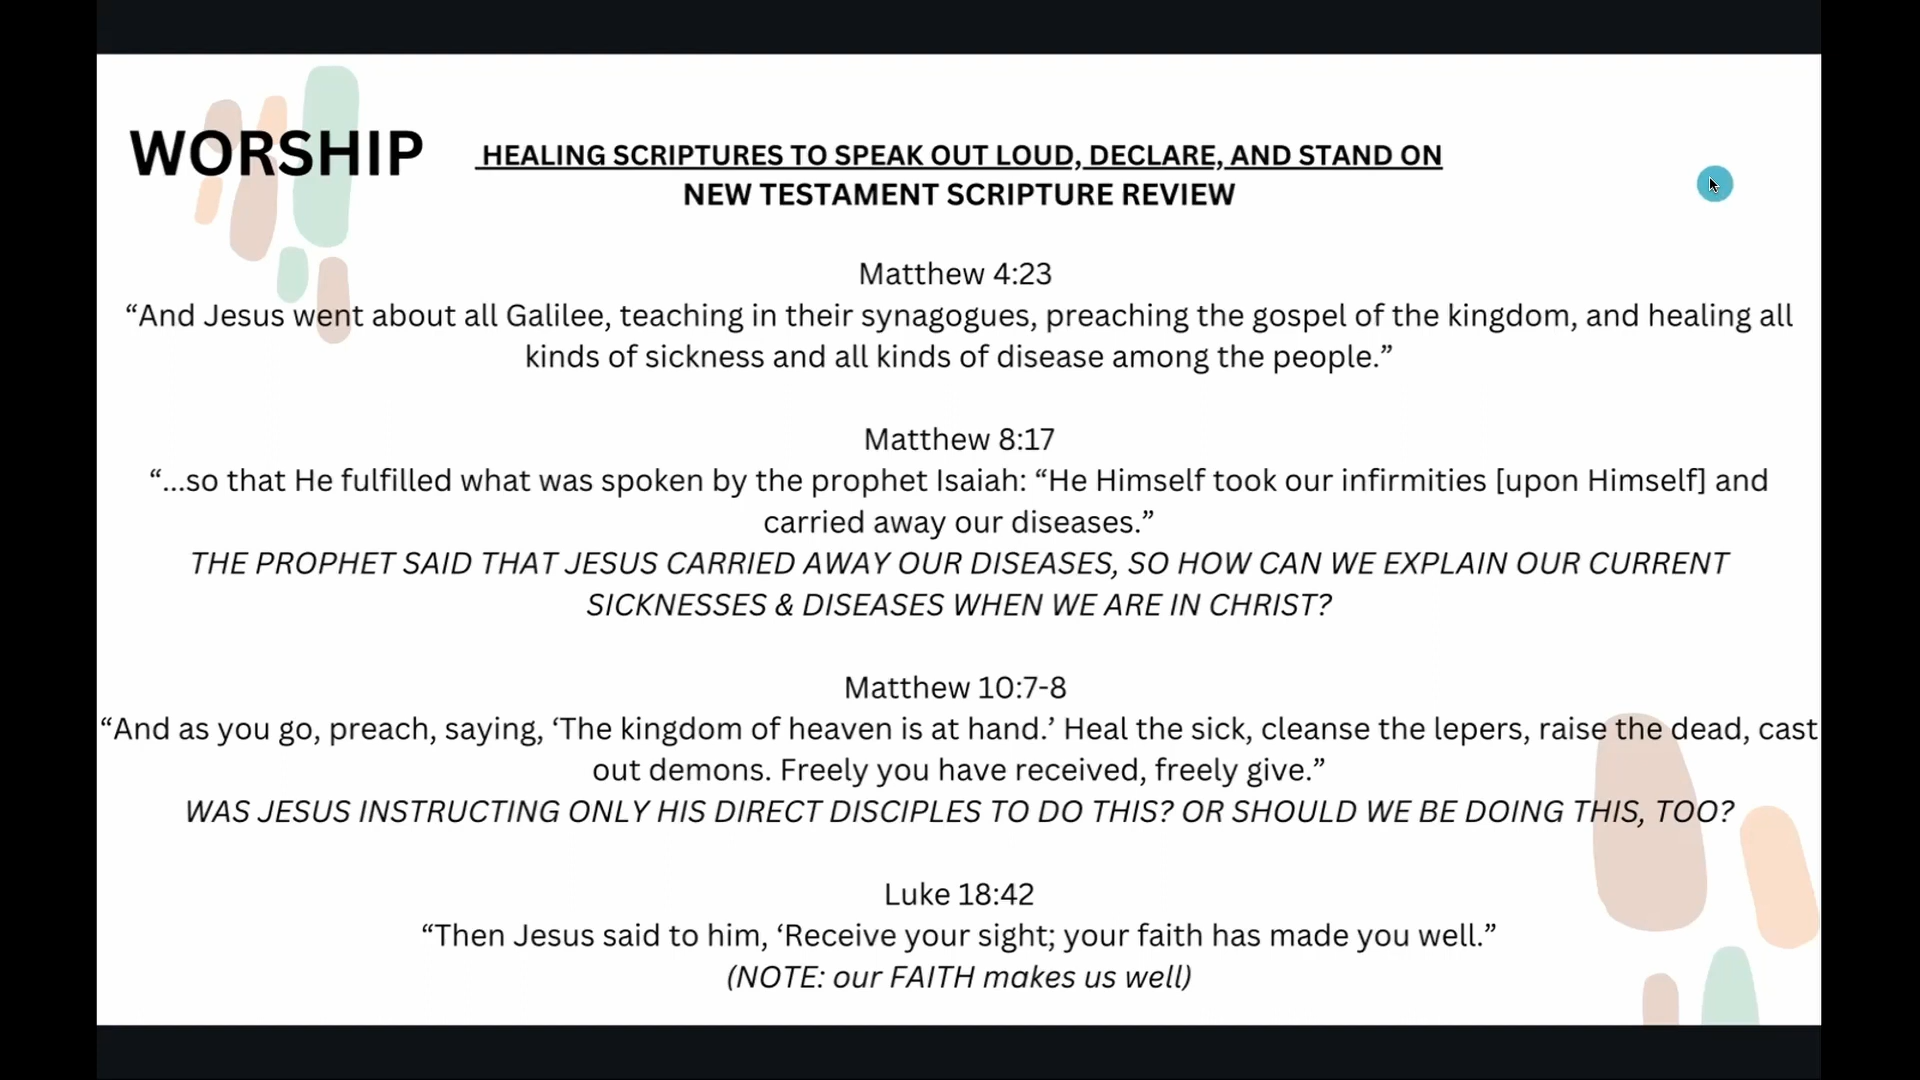 WORSHIP
HEALING SCRIPTURES TO SPEAK OUT LOUD, DECLARE, AND STAND ON
NEW TESTAMENT SCRIPTURE REVIEW
Matthew 4:23
“And Jesus went about all Galilee, teaching in their synagogues, preaching the gospel of the kingdom, and healing all
kinds of sickness and all kinds of disease among the people.”
Matthew 8:17
“...so that He fulfilled what was spoken by the prophet Isaiah: “He Himself took our infirmities [upon Himself] and
carried away our diseases.”
THE PROPHET SAID THAT JESUS CARRIED AWAY OUR DISEASES, SO HOW CAN WE EXPLAIN OUR CURRENT
SICKNESSES & DISEASES WHEN WE ARE IN CHRIST?
Matthew 10:7-8
“And as you go, preach, saying, ‘The kingdom of heaven is at hand.’ Heal the sick, cleanse the lepers, raise the dead, cast
out demons. Freely you have received, freely give.”
WAS JESUS INSTRUCTING ONLY HIS DIRECT DISCIPLES TO DO THIS? OR SHOULD WE BE DOING THIS, TOO?
Luke 18:42
“Then Jesus said to him, ‘Receive your sight; your faith has made you well.”
(NOTE: our FAITH makes us well)